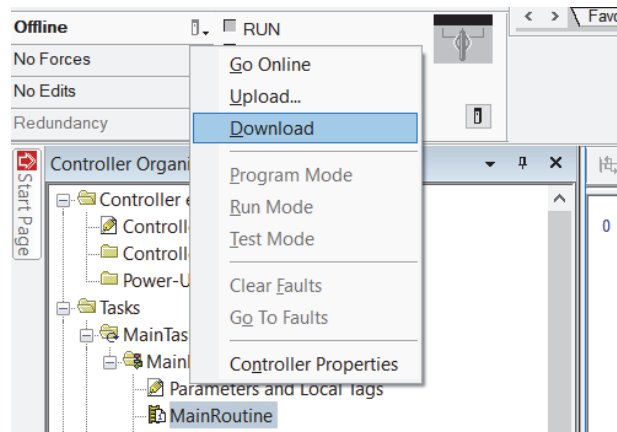 Offline
RUN
Favo
No Forces
No Edits
Redundancy
Go Online
Upload...
Download
Program Mode
Run Mode
Test Mode
Clear Faults
Go To Faults
Controller Properties
Start Page
Controller Organi
Controller
Controll
Controll
Power-U
Tasks
MainTas
Main
Parameters and Local Tags
MainRoutine
0